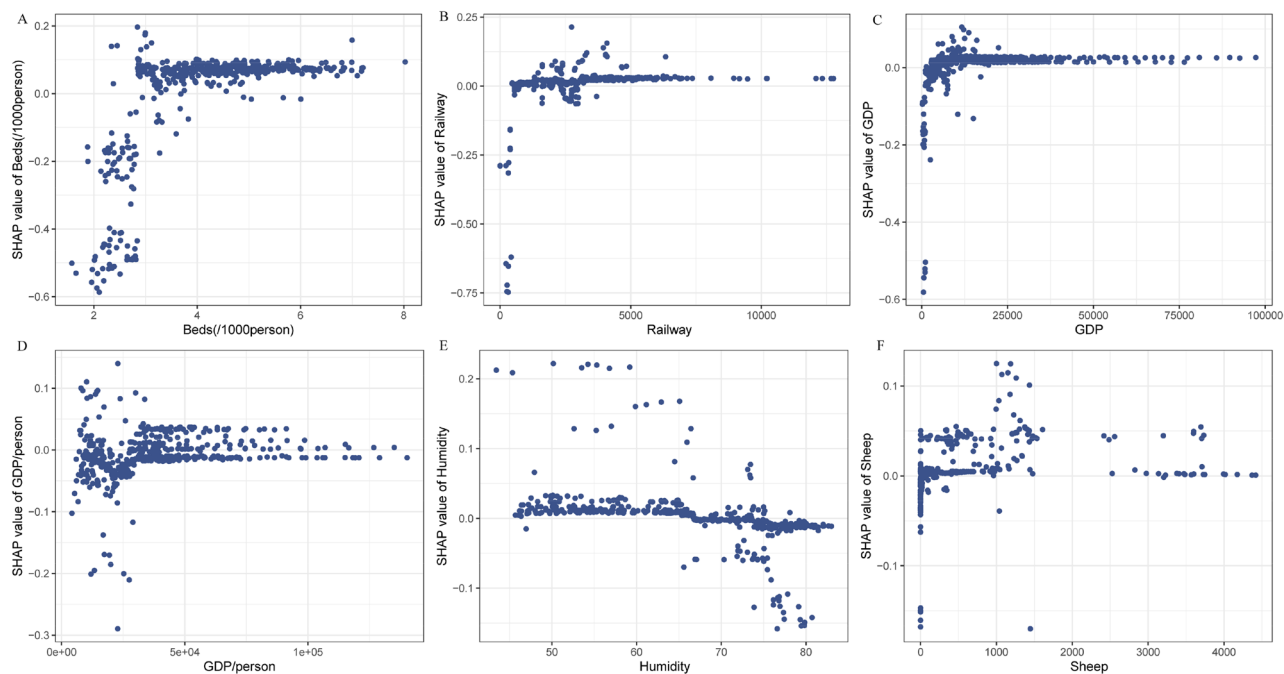 A
SHAP value of Beds(/1000person)
0.2
0.0
−0.2
−0.4
−0.6
2
4
6
8
Beds(/1000person)
B
SHAP value of Railway
0.25
0.00
−0.25
−0.50
−0.75
0
5000
10000
Railway
C
SHAP value of GDP
0.0
−0.2
−0.4
−0.6
0
25000
50000
75000
100000
GDP
D
SHAP value of GDP/person
0.1
0.0
−0.1
−0.2
−0.3
0e+00
5e+04
1e+05
GDP/person
E
SHAP value of Humidity
0.2
0.1
0.0
−0.1
50
60
70
80
Humidity
F
SHAP value of Sheep
0.1
0.0
−0.1
0
1000
2000
3000
4000
Sheep